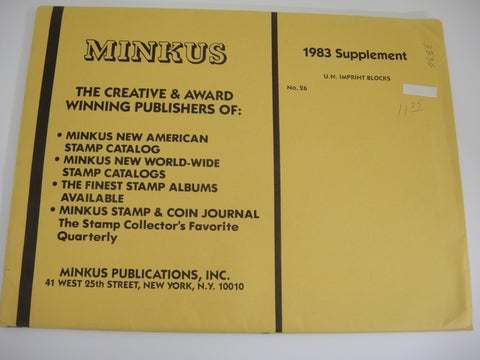 MINKUS
THE CREATIVE & AWARD
WINNING PUBLISHERS OF:
• MINKUS NEW AMERICAN
STAMP CATALOG
• MINKUS NEW WORLD-WIDE
STAMP CATALOGS
• THE FINEST STAMP ALBUMS
AVAILABLE
• MINKUS STAMP & COIN JOURNAL
The Stamp Collector's Favorite
Quarterly
MINKUS PUBLICATIONS, INC.
41 WEST 25th STREET, NEW YORK, N.Y. 10010
1983 Supplement
U.N. IMPRINT BLOCKS
No. 26
11 25